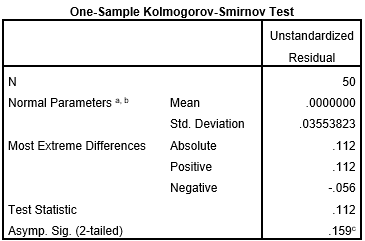 One-Sample Kolmogorov-Smirnov Test
Unstandardized
Residual
N 50
Normal Parameters a, b Mean .0000000
Std. Deviation .03553823
Most Extreme Differences Absolute .112
Positive .112
Negative -.056
Test Statistic .112
Asymp. Sig. (2-tailed) .159c